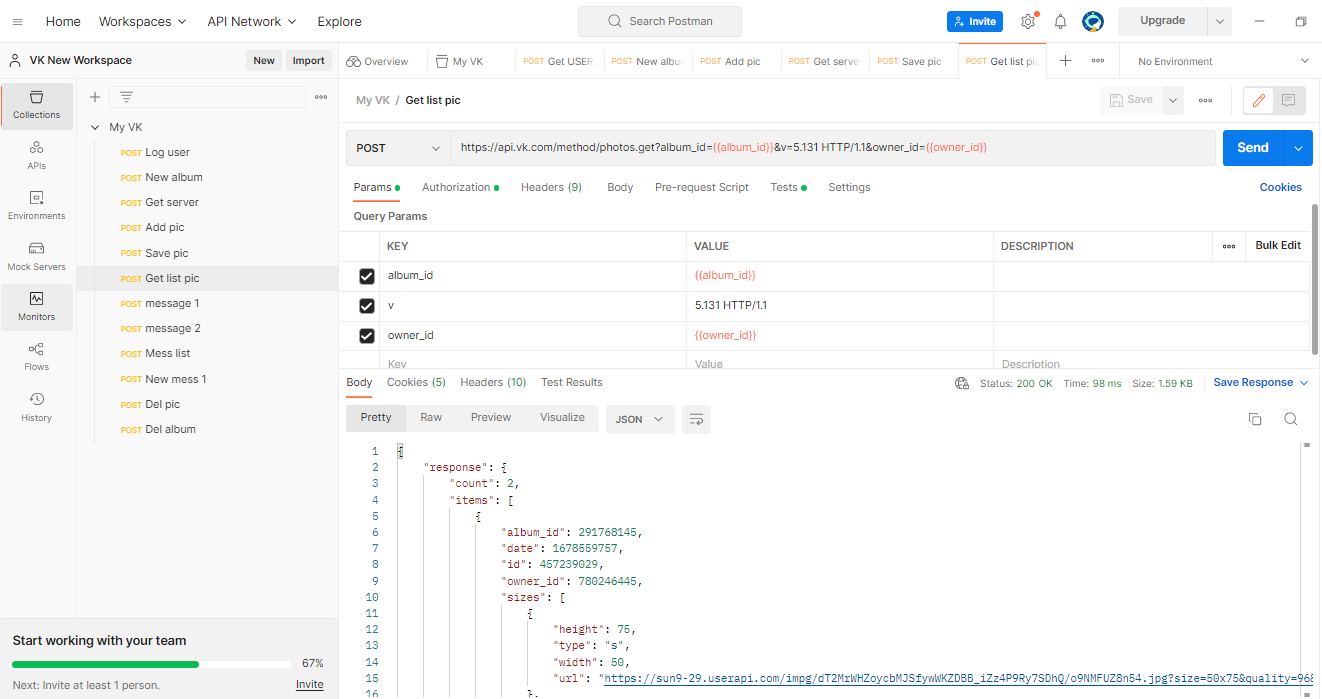 Home Workspaces API Network Explore Search Postman Invite Upgrade
VK New Workspace New Import Overview My VK POST Get USER POST New albu POST Add pic POST Get serve POST Save pic POST Get list pic No Environment
Collections
APIs
Environments
Mock Servers
Monitors
Flows
History
My VK
POST Log user
POST New album
POST Get server
POST Add pic
POST Save pic
POST Get list pic
POST message 1
POST message 2
POST Mess list
POST New mess 1
POST Del pic
POST Del album
My VK / Get list pic Save
POST https://api.vk.com/method/photos.get?album_id={{album_id}}&v=5.131 HTTP/1.1&owner_id={{owner_id}} Send
Params Authorization Headers (9) Body Pre-request Script Tests Settings Cookies
Query Params
KEY VALUE DESCRIPTION Bulk Edit
album_id {{album_id}}
v 5.131 HTTP/1.1
owner_id {{owner_id}}
Key Value Description
Body Cookies (5) Headers (10) Test Results Status: 200 OK Time: 98 ms Size: 1.59 KB Save Response
Pretty Raw Preview Visualize JSON
1 {
2 "response": {
3 "count": 2,
4 "items": [
5 {
6 "album_id": 291768145,
7 "date": 1678559757,
8 "id": 457239029,
9 "owner_id": 780246445,
10 "sizes": [
11 {
12 "height": 75,
13 "type": "s",
14 "width": 50,
15 "url": "https://sun9-29.userapi.com/impg/dT2MrWHZoycbMJSfywWKZDBB_iZz4P9Ry7SDhQ/o9NMFUZ8n54.jpg?size=50x75&quality=96&
16 },
Start working with your team
67%
Next: Invite at least 1 person. Invite